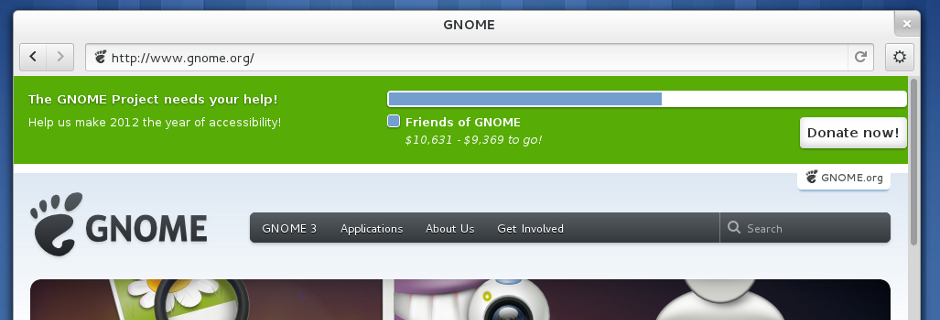 GNOME
http://www.gnome.org/
The GNOME Project needs your help!
Help us make 2012 the year of accessibility!
Friends of GNOME
$10,631 - $9,369 to go!
Donate now!
GNOME.org
GNOME
GNOME 3 Applications About Us Get Involved Search